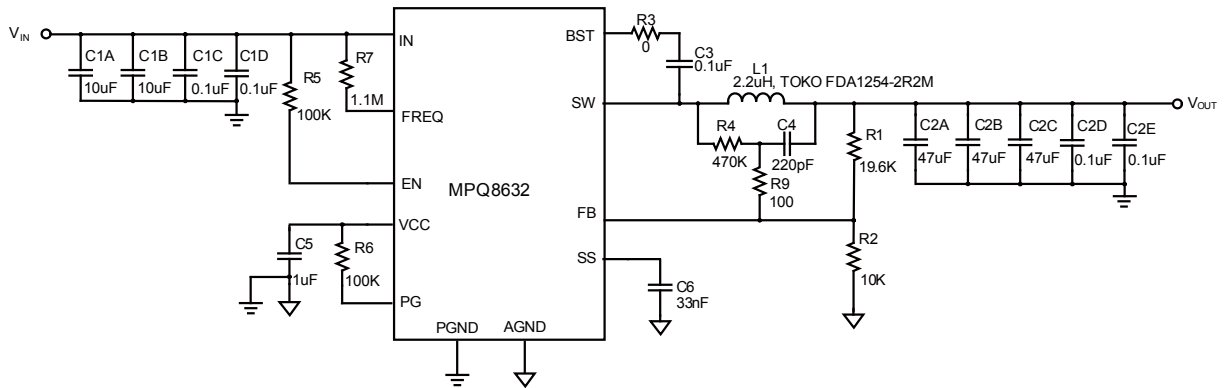 V_IN
C1A
10uF
C1B
10uF
C1C
0.1uF
C1D
0.1uF
R5
100K
R7
1.1M
IN
FREQ
EN
VCC
PG
PGND
AGND
MPQ8632
BST
SW
FB
SS
C5
1uF
R6
100K
R3
0
C3
0.1uF
L1
2.2uH, TOKO FDA1254-2R2M
R4
470K
C4
220pF
R9
100
R1
19.6K
R2
10K
C6
33nF
C2A
47uF
C2B
47uF
C2C
47uF
C2D
0.1uF
C2E
0.1uF
V_OUT